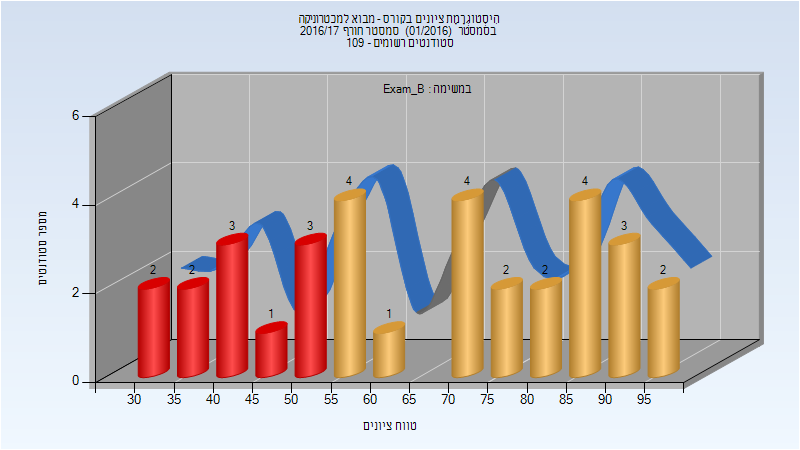 היסטוגרמת ציונים בקורס - מבוא למכטרוניקה
בסמסטר (01/2016) סמסטר חורף 2016/17
סטודנטים רשומים - 109
במשימה : Exam_B
מספר סטודנטים
6
4
2
0
2
2
3
1
3
4
1
4
2
2
4
3
2
30 35 40 45 50 55 60 65 70 75 80 85 90 95
טווח ציונים